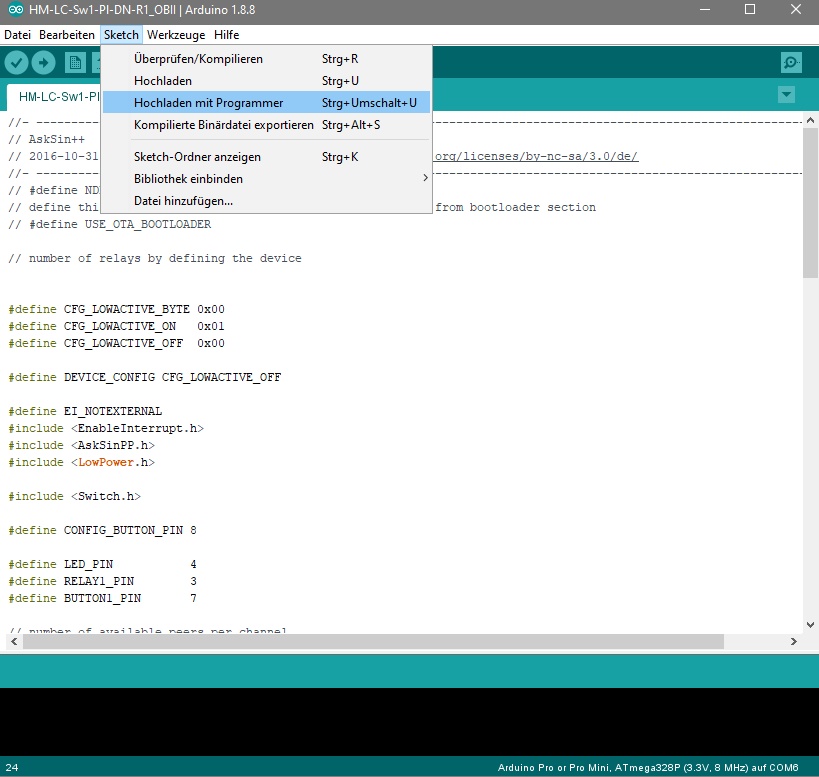 HM-LC-Sw1-PI-DN-R1_OBII | Arduino 1.8.8
Datei Bearbeiten Sketch Werkzeuge Hilfe
Überprüfen/Kompilieren Strg+R
Hochladen Strg+U
Hochladen mit Programmer Strg+Umschalt+U
Kompilierte Binärdatei exportieren Strg+Alt+S
Sketch-Ordner anzeigen Strg+K
Bibliothek einbinden
Datei hinzufügen...
HM-LC-Sw1-PI
//- ---
// AskSin++
// 2016-10-31 org/licenses/by-nc-sa/3.0/de/
//- ---
// #define ND
// define thi from bootloader section
// #define USE_OTA_BOOTLOADER
// number of relays by defining the device
#define CFG_LOWACTIVE_BYTE 0x00
#define CFG_LOWACTIVE_ON 0x01
#define CFG_LOWACTIVE_OFF 0x00
#define DEVICE_CONFIG CFG_LOWACTIVE_OFF
#define EI_NOTEXTERNAL
#include <EnableInterrupt.h>
#include <AskSinPP.h>
#include <LowPower.h>
#include <Switch.h>
#define CONFIG_BUTTON_PIN 8
#define LED_PIN 4
#define RELAY1_PIN 3
#define BUTTON1_PIN 7
// number of available peers per channel
24 Arduino Pro or Pro Mini, ATmega328P (3.3V, 8 MHz) auf COM6